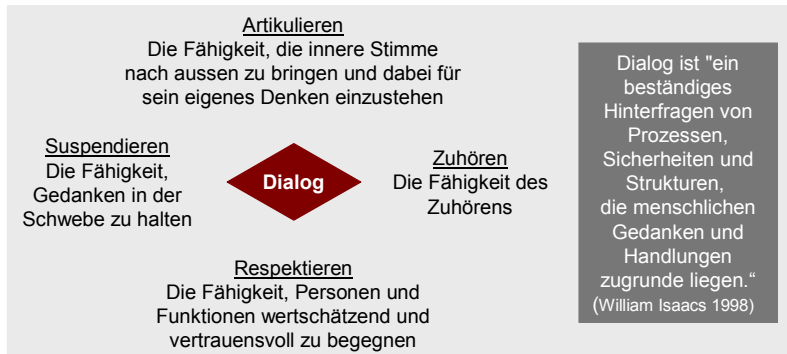 Artikulieren
Die Fähigkeit, die innere Stimme
nach aussen zu bringen und dabei für
sein eigenes Denken einzustehen
Suspendieren
Die Fähigkeit,
Gedanken in der
Schwebe zu halten
Dialog
Zuhören
Die Fähigkeit des
Zuhörens
Respektieren
Die Fähigkeit, Personen und
Funktionen wertschätzend und
vertrauensvoll zu begegnen
Dialog ist "ein
beständiges
Hinterfragen von
Prozessen,
Sicherheiten und
Strukturen,
die menschlichen
Gedanken und
Handlungen
zugrunde liegen.“
(William Isaacs 1998)